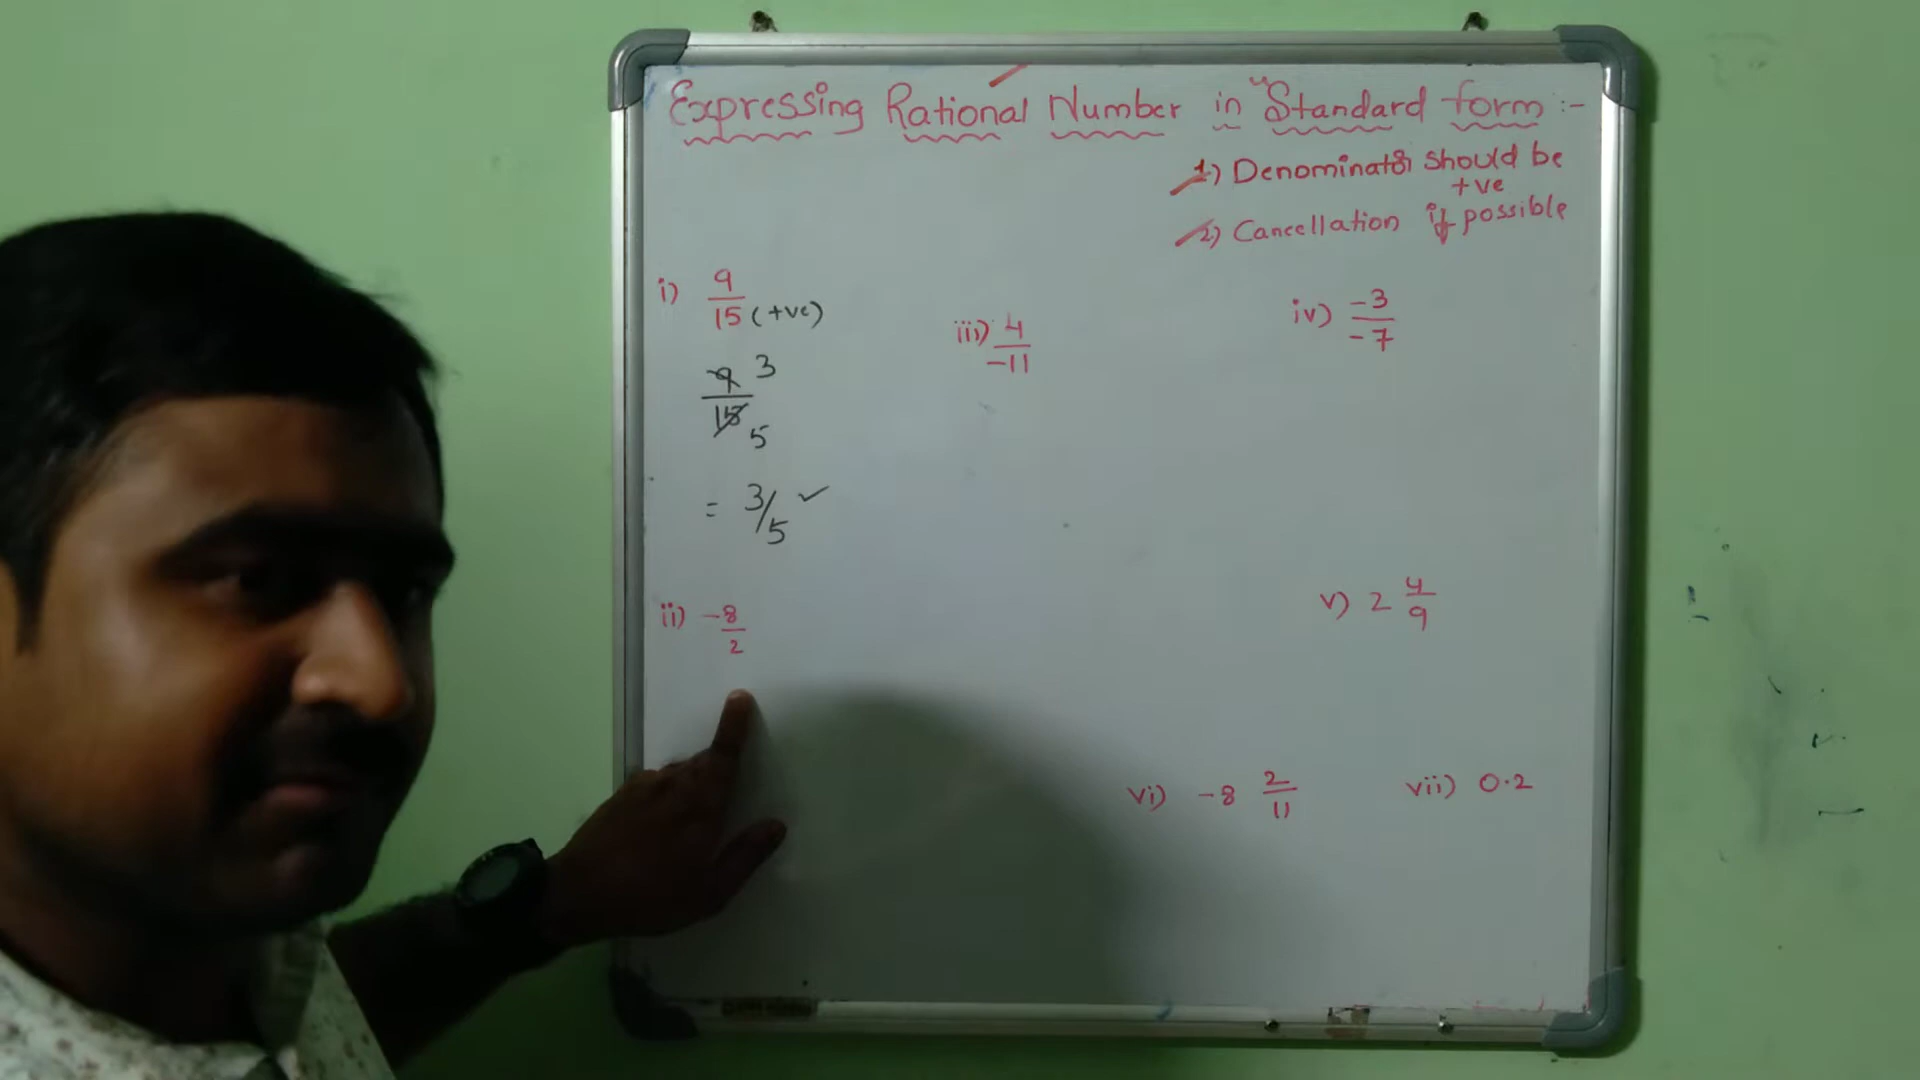 Expressing Rational Number in "Standard form :-
1) Denominator should be
+ve
2) Cancellation if possible
i) 9/15 (+ve)
9/15 3
5
= 3/5 ✓
ii) -8/2
iii) 4/-11
iv) -3/-7
v) 2 4/9
vi) -8 2/11
vii) 0.2